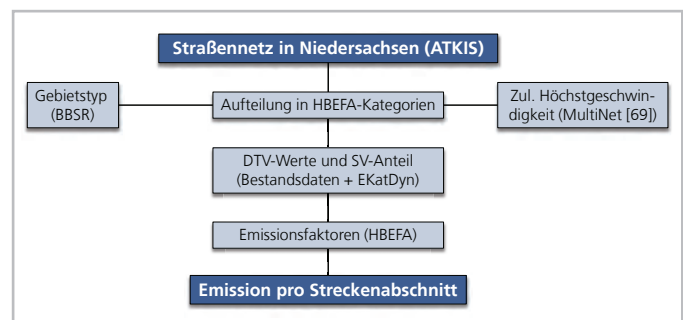 Straßennetz in Niedersachsen (ATKIS)
Gebietstyp
(BBSR)
Aufteilung in HBEFA-Kategorien
Zul. Höchstgeschwin-
digkeit (MultiNet [69])
DTV-Werte und SV-Anteil
(Bestandsdaten + EKatDyn)
Emissionsfaktoren (HBEFA)
Emission pro Streckenabschnitt